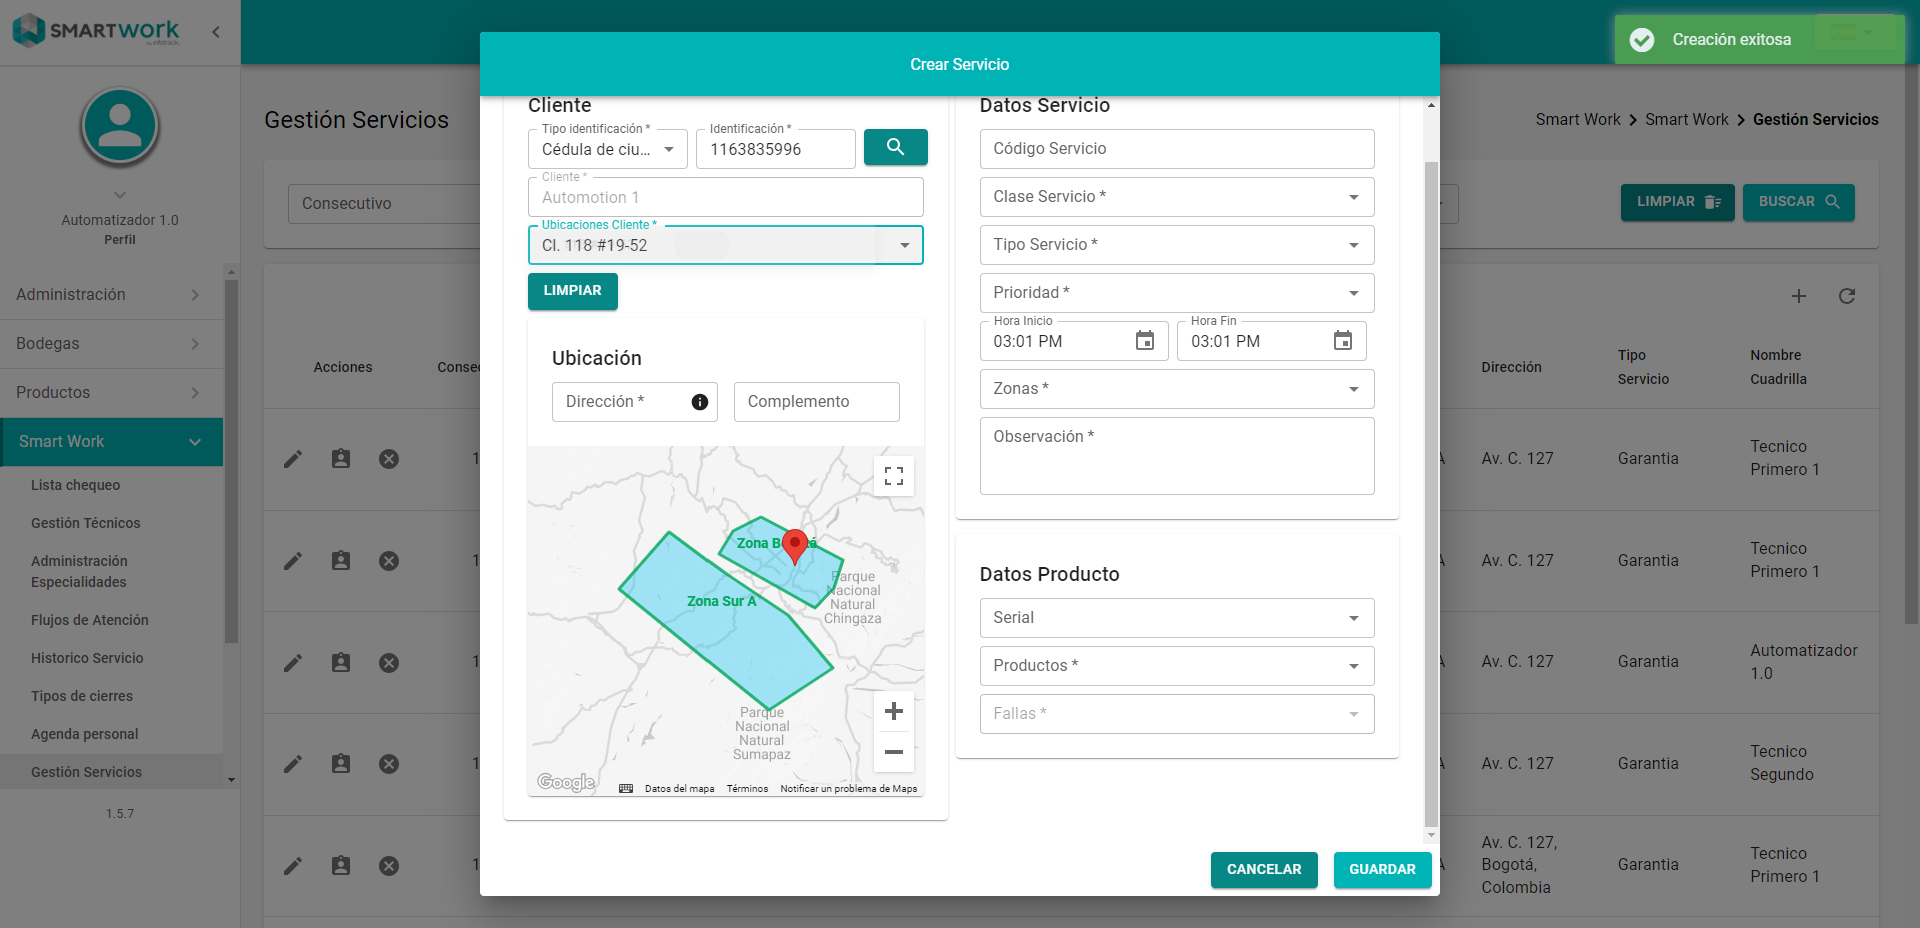 SMARTWORK
by infotrack
Creación exitosa
Automatizador 1.0
Perfil
Administración
Bodegas
Productos
Smart Work
Lista chequeo
Gestión Técnicos
Administración
Especialidades
Flujos de Atención
Historico Servicio
Tipos de cierres
Agenda personal
Gestión Servicios
1.5.7
Gestión Servicios
Smart Work > Smart Work > Gestión Servicios
Consecutivo
LIMPIAR
BUSCAR
Acciones
Dirección
Tipo
Servicio
Nombre
Cuadrilla
Av. C. 127
Garantia
Tecnico
Primero 1
Av. C. 127
Garantia
Tecnico
Primero 1
Av. C. 127
Garantia
Automatizador
1.0
Av. C. 127
Garantia
Tecnico
Segundo
Av. C. 127,
Bogotá,
Colombia
Garantia
Tecnico
Primero 1
Crear Servicio
Cliente
Tipo identificación *
Cédula de ciu...
Identificación *
1163835996
Cliente *
Automotion 1
Ubicaciones Cliente *
Cl. 118 #19-52
LIMPIAR
Ubicación
Dirección *
Complemento
Zona Sur A
Parque
Nacional
Natural
Chingaza
Parque
Nacional
Natural
Sumapaz
Google
Datos del mapa
Términos
Notificar un problema de Maps
Datos Servicio
Código Servicio
Clase Servicio *
Tipo Servicio *
Prioridad *
Hora Inicio
03:01 PM
Hora Fin
03:01 PM
Zonas *
Observación *
Datos Producto
Serial
Productos *
Fallas *
CANCELAR
GUARDAR